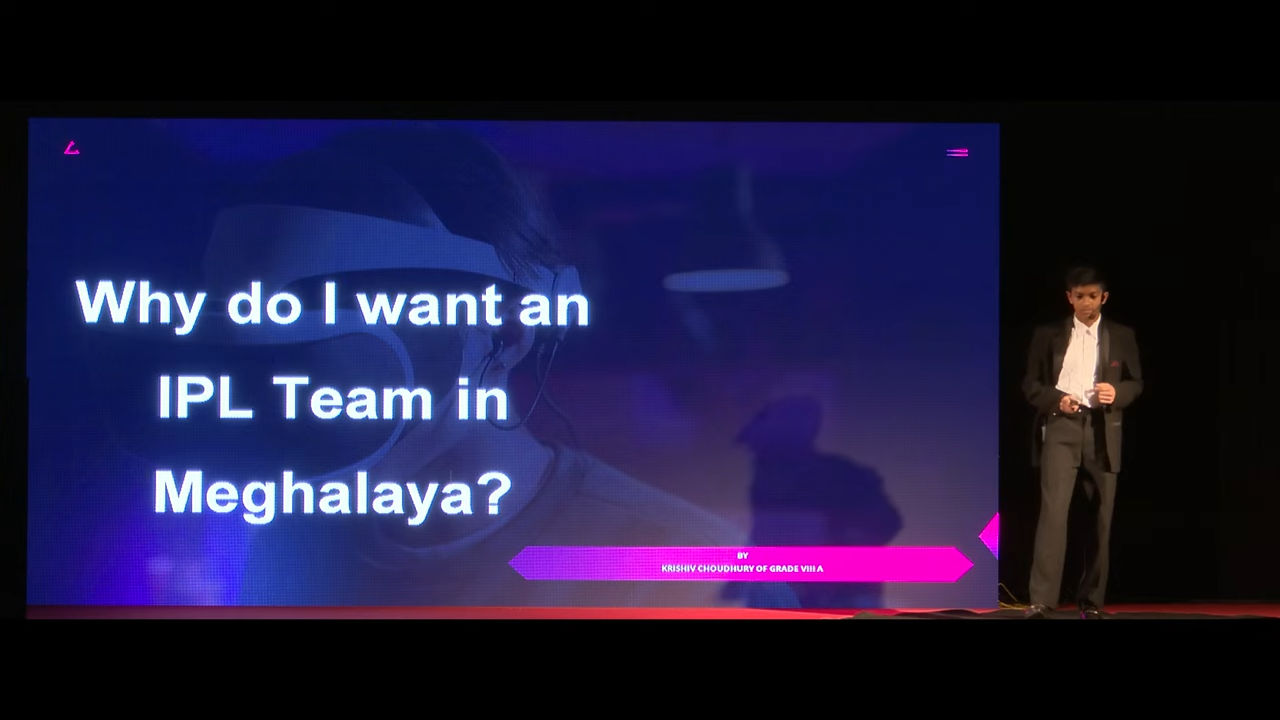 Why do I want an
IPL Team in
Meghalaya?
BY
KRISHIV CHOUDHURY OF GRADE VIII A